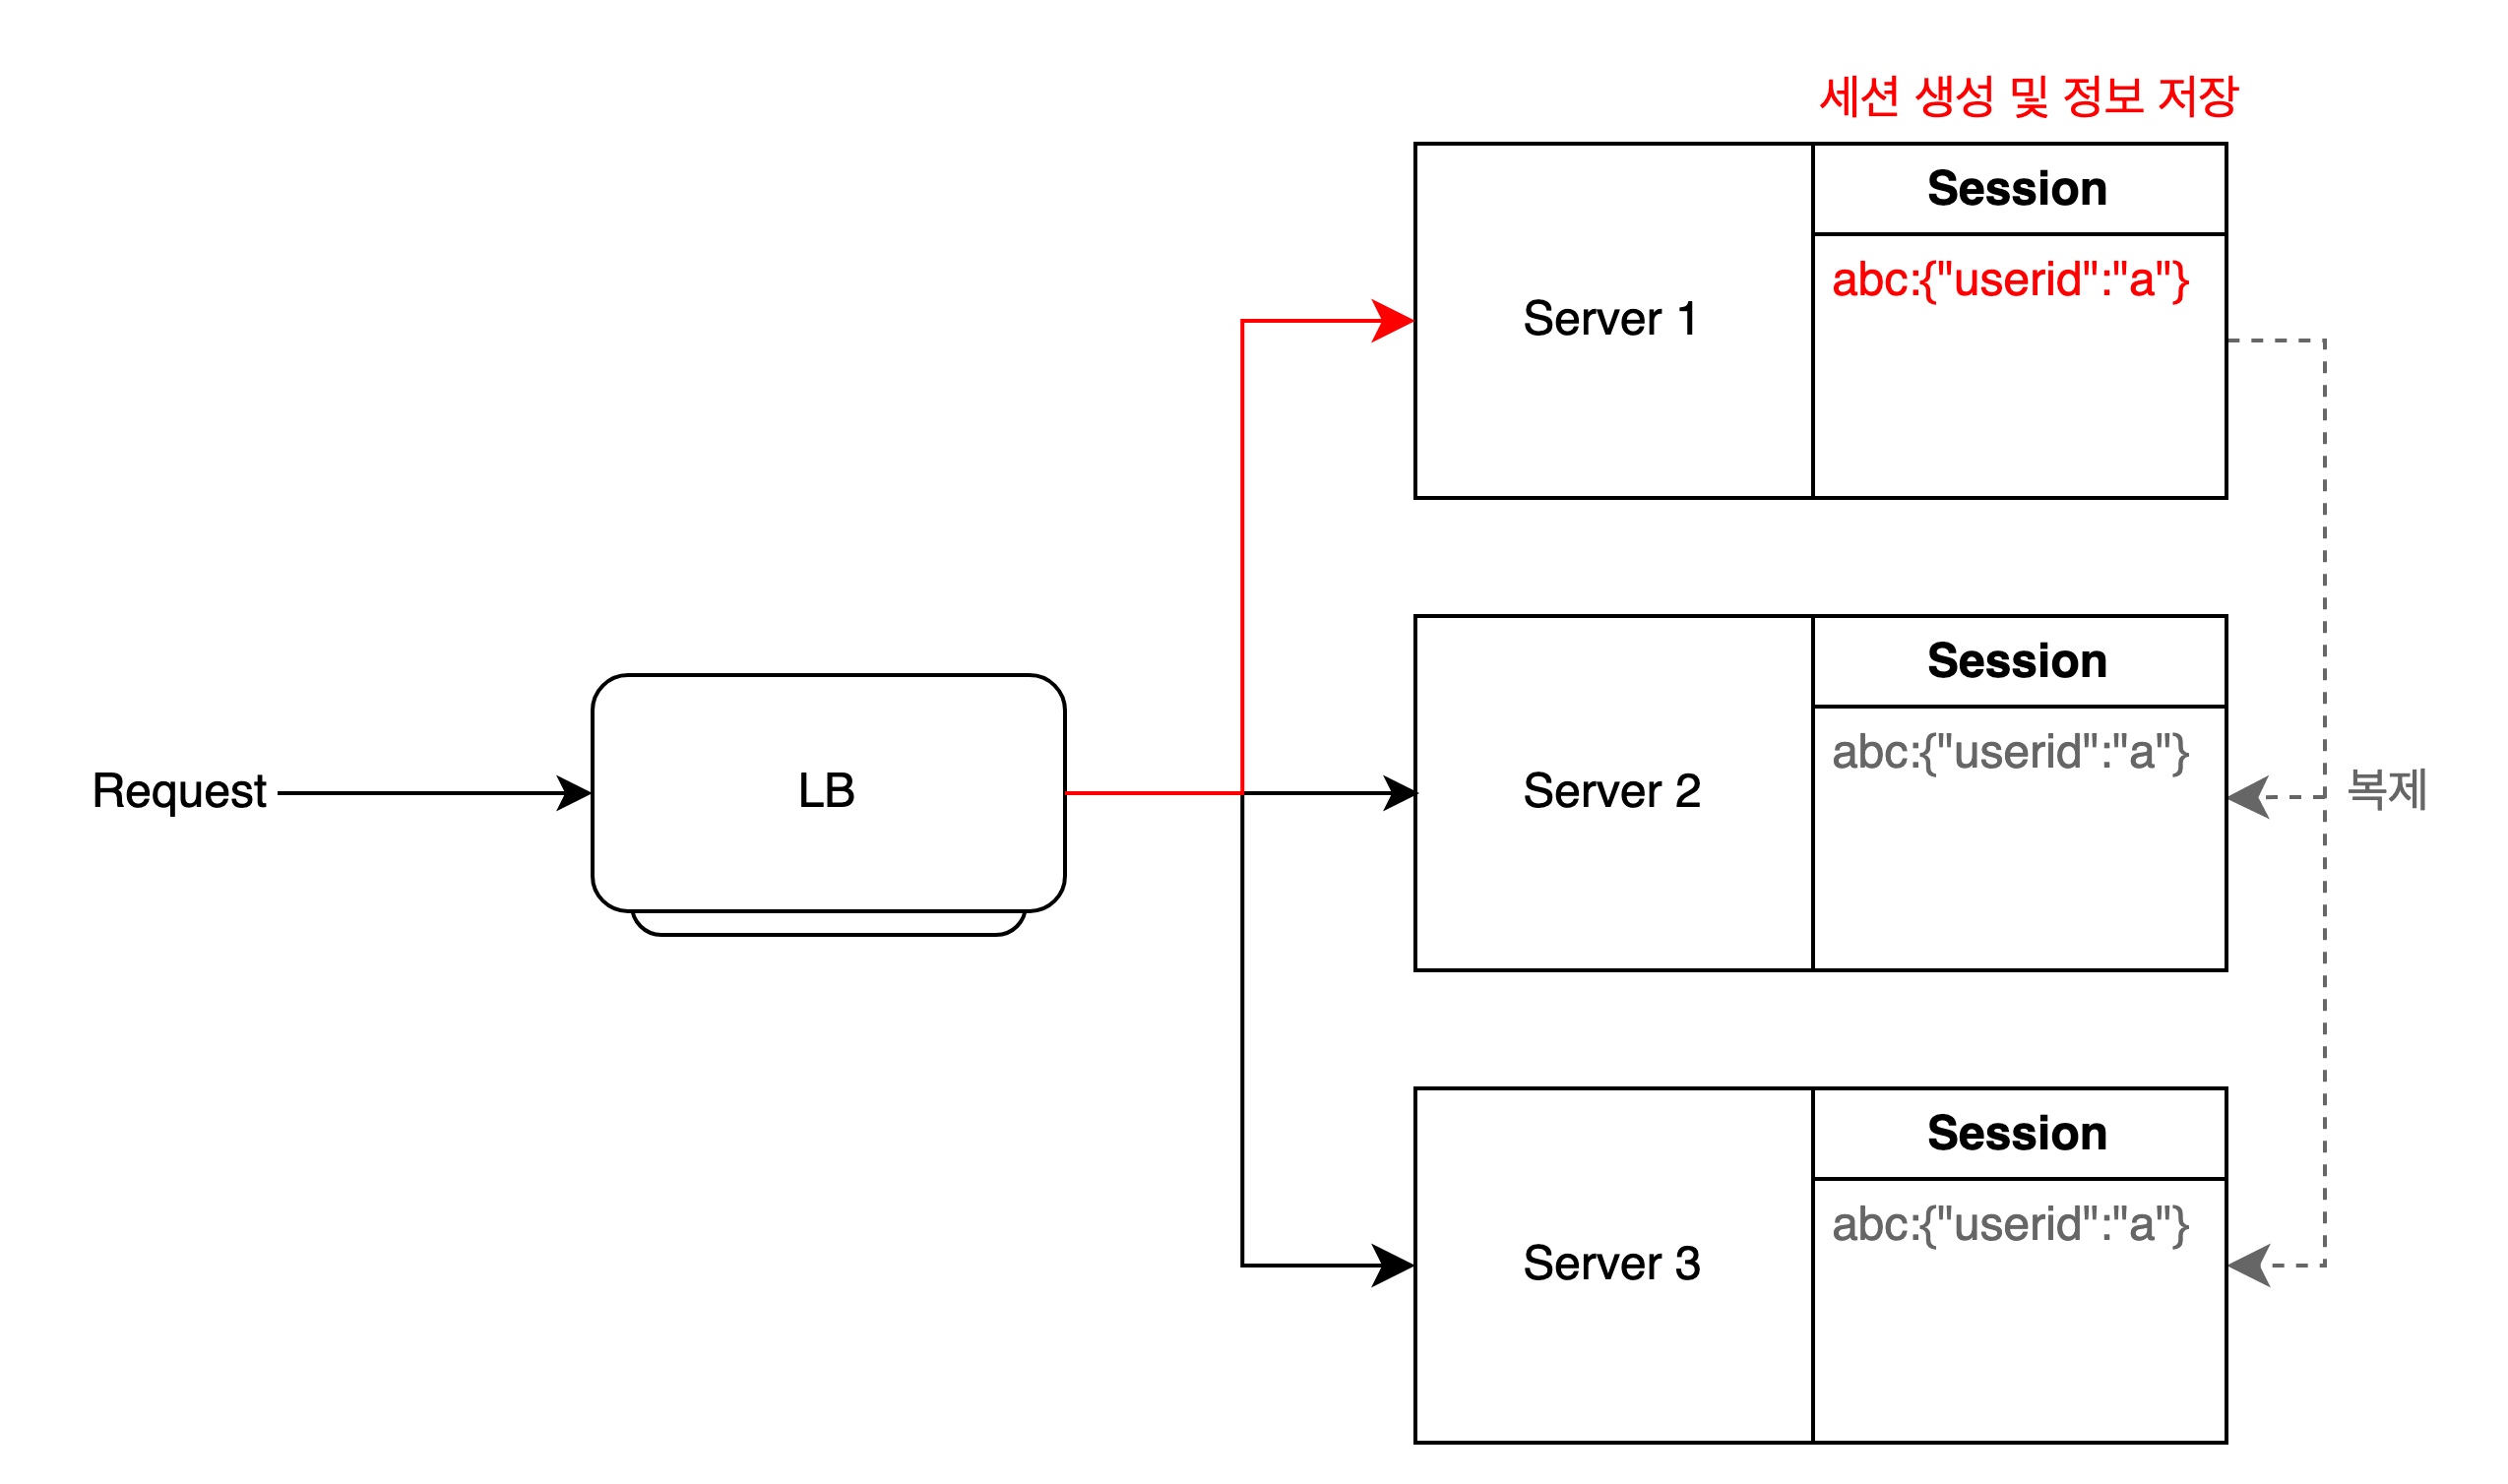 세션 생성 및 정보 저장
Session
abc:{"userid":"a"}
Server 1
Session
abc:{"userid":"a"}
Request
LB
Server 2
복제
Session
abc:{"userid":"a"}
Server 3